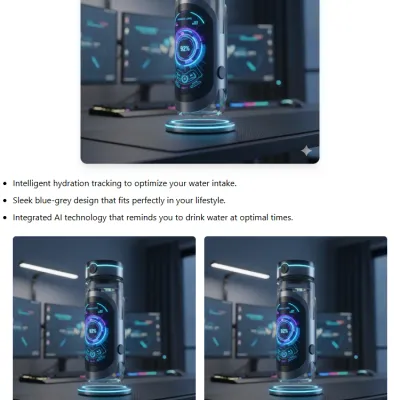 92%
Intelligent hydration tracking to optimize your water intake.
Sleek blue-grey design that fits perfectly in your lifestyle.
Integrated AI technology that reminds you to drink water at optimal times.